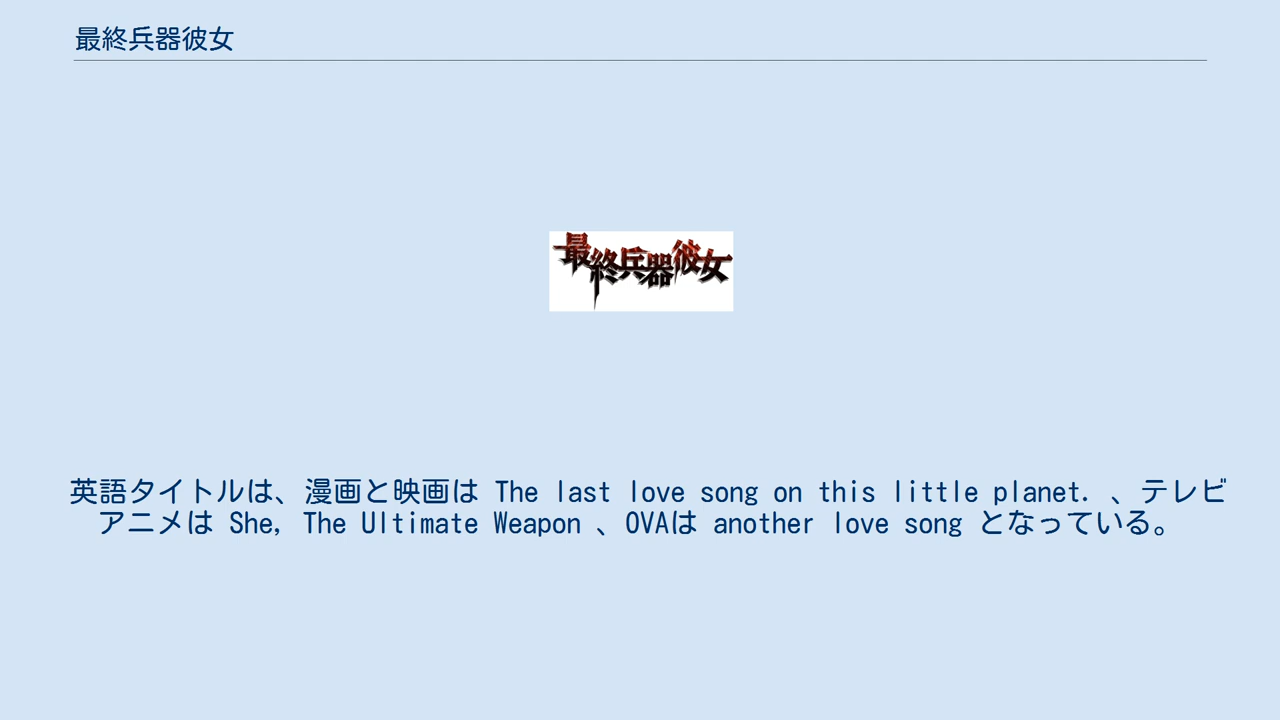 最終兵器彼女
最終兵器彼女
英語タイトルは、漫画と映画は The last love song on this little planet. 、テレビ
アニメは She, The Ultimate Weapon 、OVAは another love song となっている。